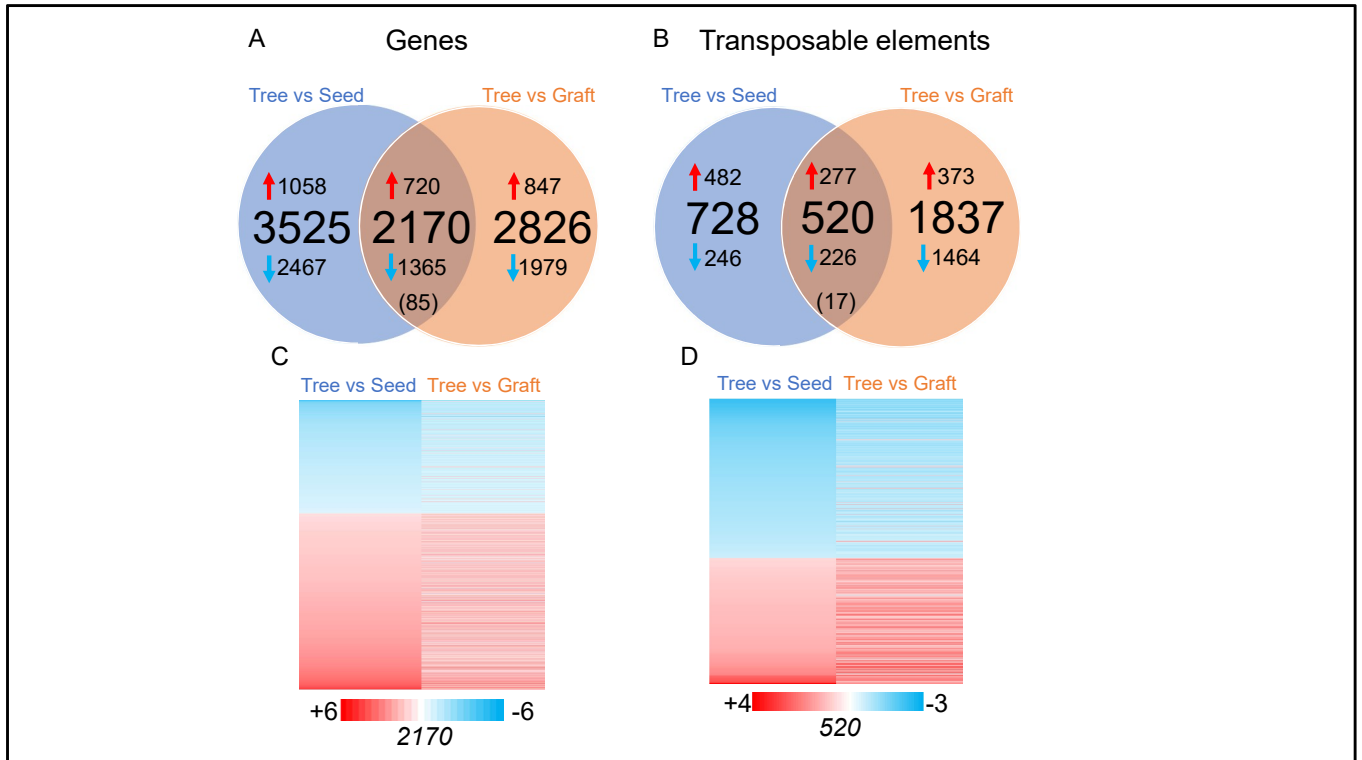 A Genes
B Transposable elements
Tree vs Seed Tree vs Graft
Tree vs Seed Tree vs Graft
1058 720 847
3525 2170 2826
2467 1365 1979
(85)
482 277 373
728 520 1837
246 226 1464
(17)
C
Tree vs Seed Tree vs Graft
+6 -6
2170
D
Tree vs Seed Tree vs Graft
+4 -3
520